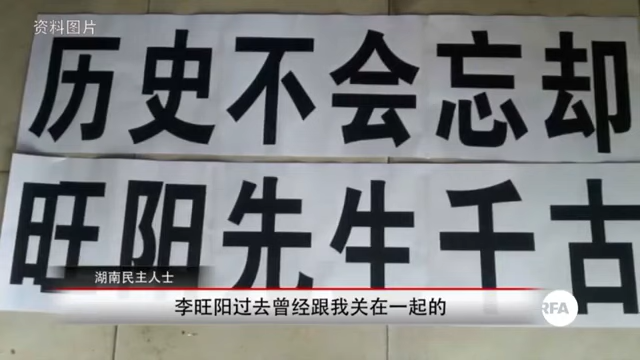 资料图片
历史不会忘却
旺阳先生千古
湖南民主人士
李旺阳过去曾经跟我关在一起的
RFA